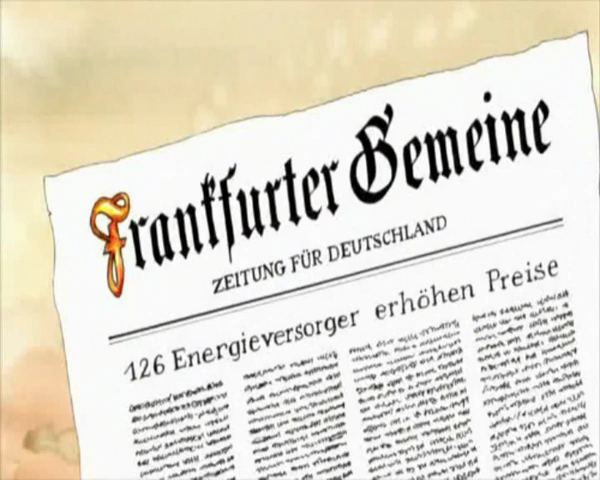 Frankfurter Gemeine
ZEITUNG FÜR DEUTSCHLAND
126 Energieversorger erhöhen Preise